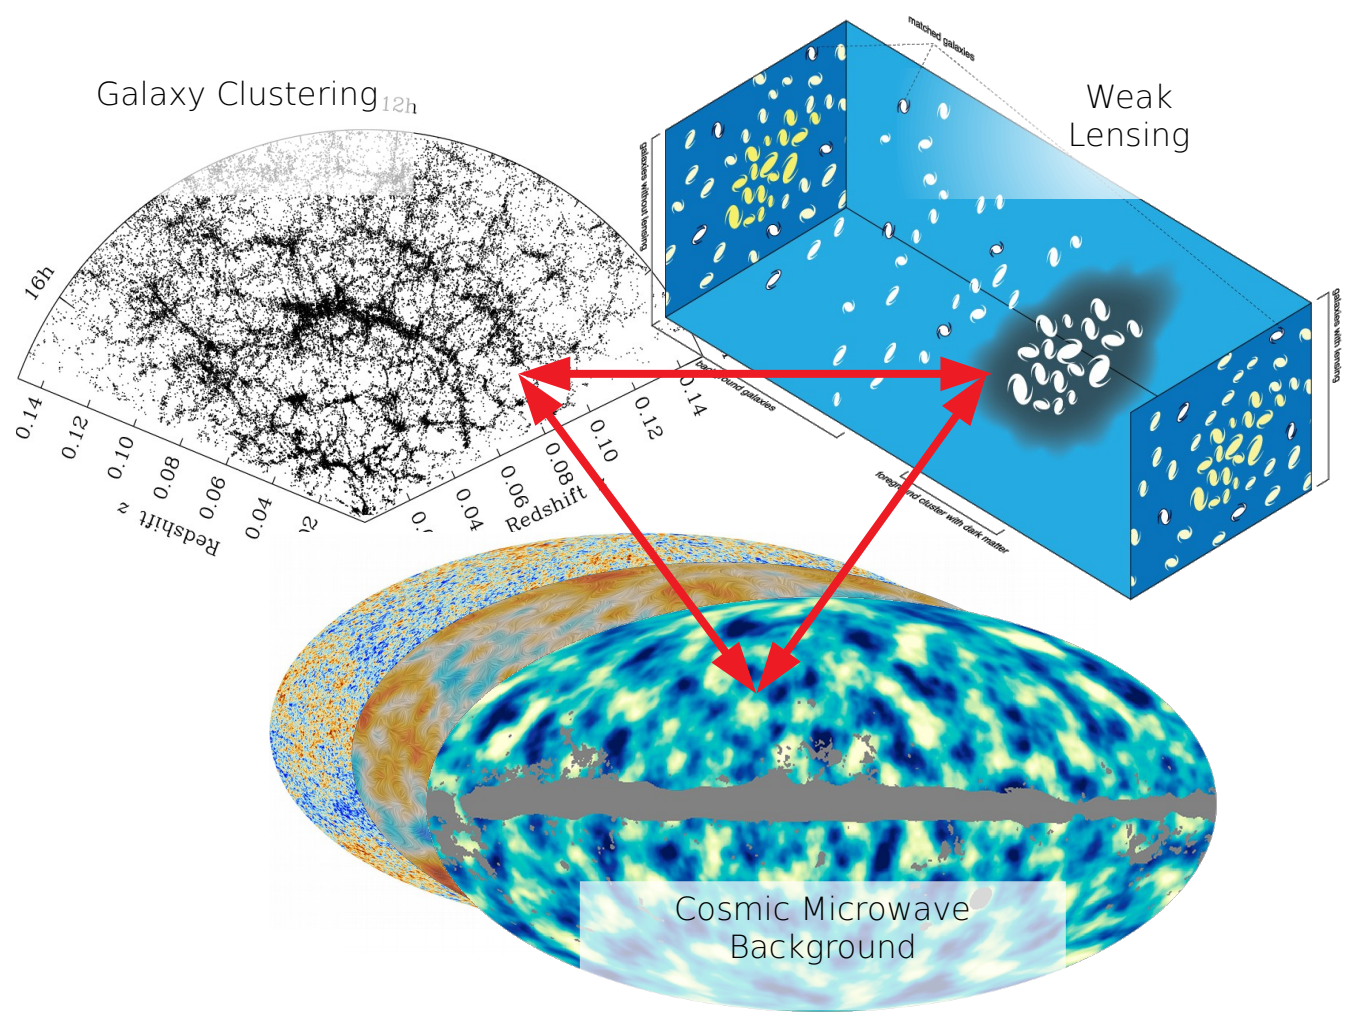 Galaxy Clustering
12h
16h
0.14
0.12
0.10
0.08
0.06
0.04
Redshift z
0.04
0.06
0.08
0.10
0.12
0.14
Redshift
Weak
Lensing
matched galaxies
galaxies without lensing
galaxies with lensing
background galaxies
foreground cluster with dark matter
Cosmic Microwave
Background